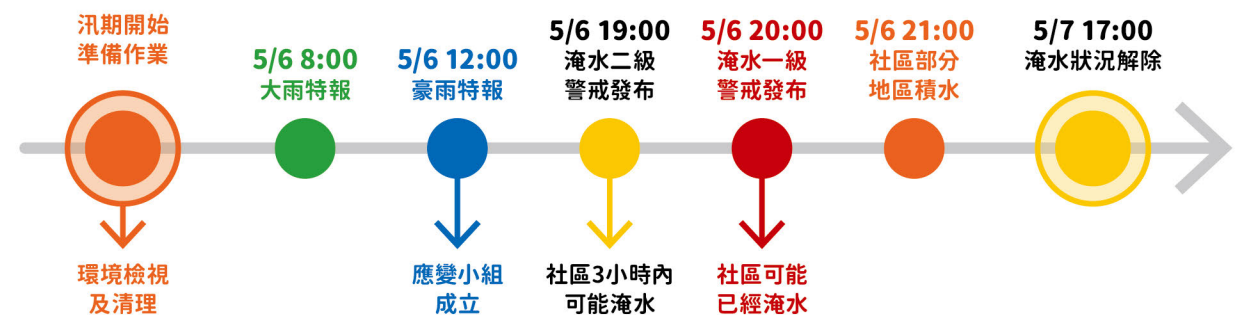 汛期開始
準備作業
5/6 8:00
大雨特報
5/6 12:00
豪雨特報
5/6 19:00
淹水二級
警戒發布
5/6 20:00
淹水一級
警戒發布
5/6 21:00
社區部分
地區積水
5/7 17:00
淹水狀況解除
環境檢視
及清理
應變小組
成立
社區3小時內
可能淹水
社區可能
已經淹水